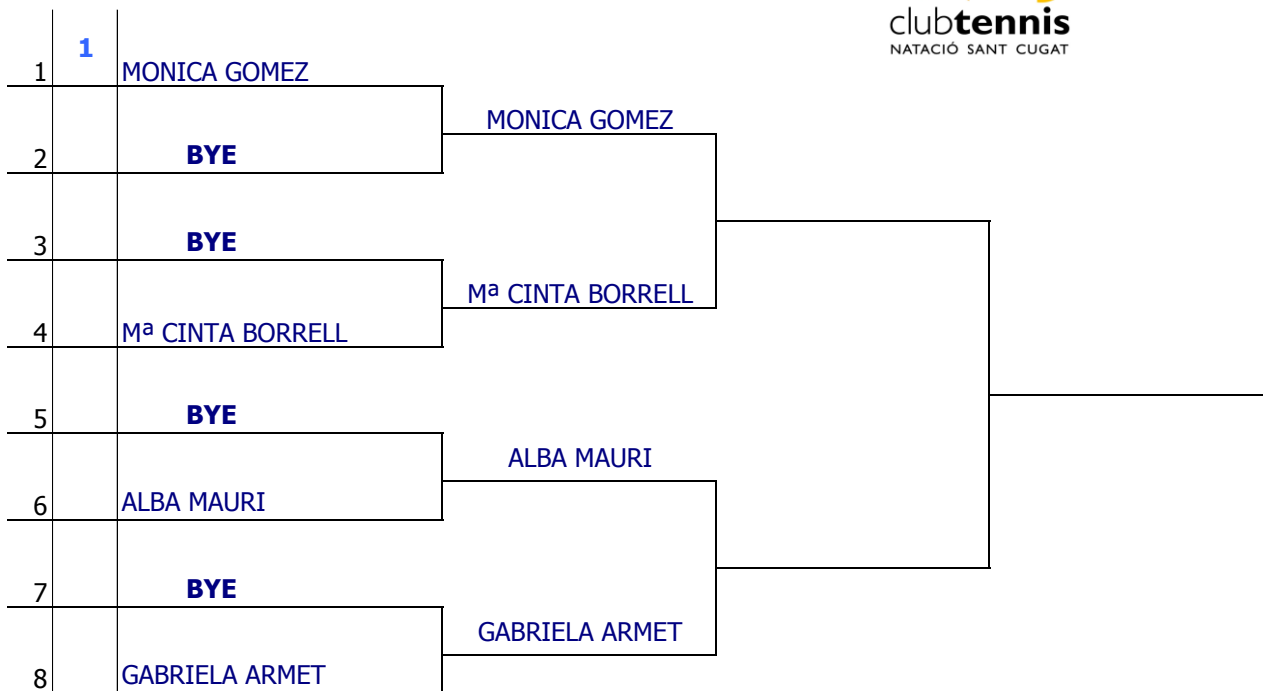 clubtennis
NATACIÓ SANT CUGAT
1
1 MONICA GOMEZ
MONICA GOMEZ
2 BYE
3 BYE
Mª CINTA BORRELL
4 Mª CINTA BORRELL
5 BYE
ALBA MAURI
6 ALBA MAURI
7 BYE
GABRIELA ARMET
8 GABRIELA ARMET